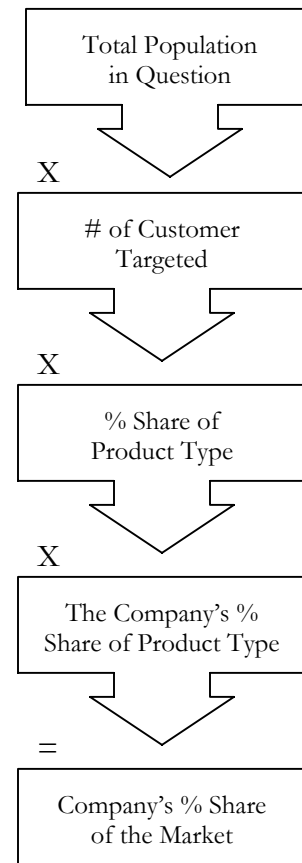 Total Population
in Question
X
# of Customer
Targeted
X
% Share of
Product Type
X
The Company's %
Share of Product Type
=
Company's % Share
of the Market